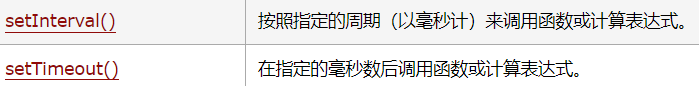 setInterval() 按照指定的周期（以毫秒计）来调用函数或计算表达式。
setTimeout() 在指定的毫秒数后调用函数或计算表达式。